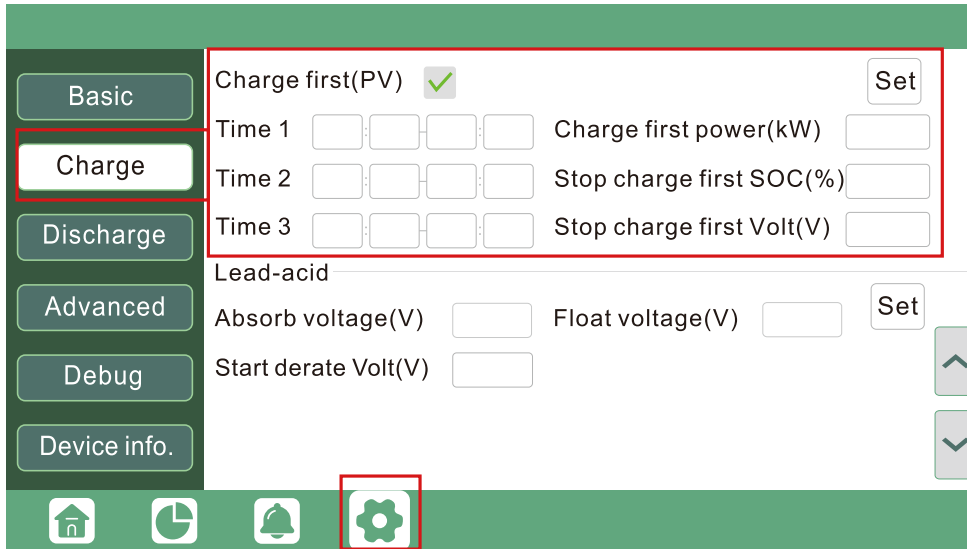 Basic
Charge
Discharge
Advanced
Debug
Device info.
Charge first(PV) Set
Time 1 : - : Charge first power(kW)
Time 2 : - : Stop charge first SOC(%)
Time 3 : - : Stop charge first Volt(V)
Lead-acid
Absorb voltage(V) Float voltage(V) Set
Start derate Volt(V)